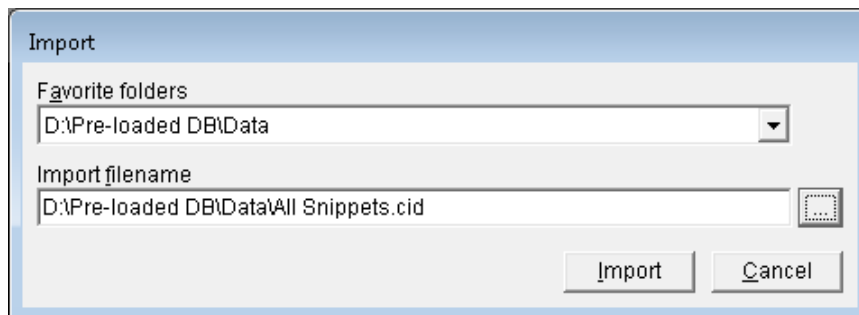 Import
Favorite folders
D:\Pre-loaded DB\Data
Import filename
D:\Pre-loaded DB\Data\All Snippets.cid
...
Import
Cancel